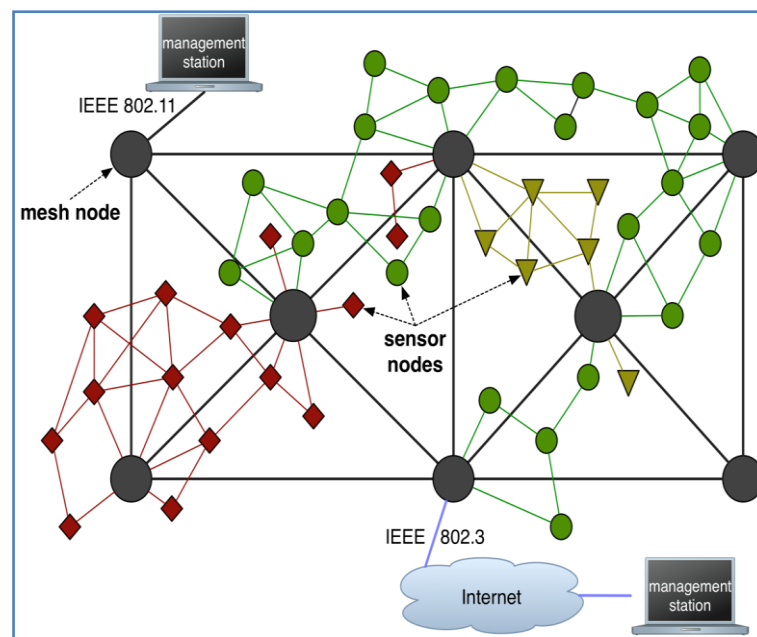 management
station
IEEE 802.11
mesh node
sensor
nodes
IEEE 802.3
Internet
management
station